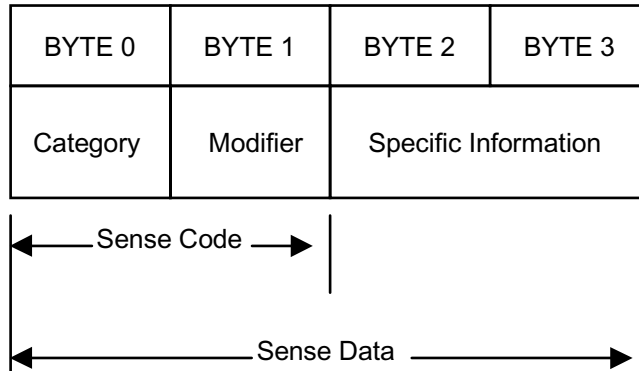 BYTE 0 BYTE 1 BYTE 2 BYTE 3
Category Modifier Specific Information
Sense Code
Sense Data